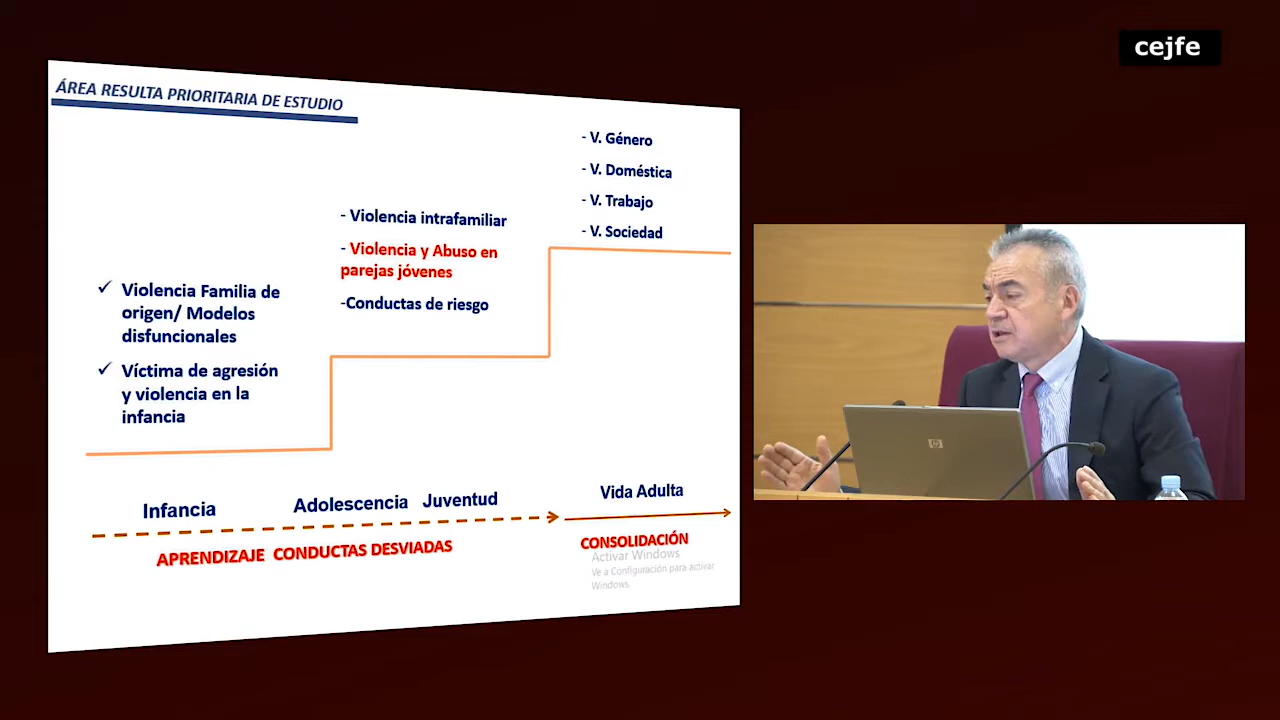 cejfe
ÁREA RESULTA PRIORITARIA DE ESTUDIO
- V. Género
- V. Doméstica
- V. Trabajo
- V. Sociedad
- Violencia intrafamiliar
- Violencia y Abuso en
parejas jóvenes
-Conductas de riesgo
✓ Violencia Familia de
origen/ Modelos
disfuncionales
✓ Víctima de agresión
y violencia en la
infancia
Infancia
Adolescencia Juventud
Vida Adulta
APRENDIZAJE CONDUCTAS DESVIADAS
CONSOLIDACIÓN
Activar Windows
Ve a Configuración para activar
Windows.
hp